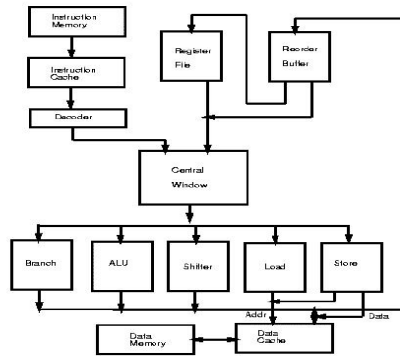 Instruction
Memory
Instruction
Cache
Decoder
Register
File
Reorder
Buffer
Central
Window
Branch
ALU
Shifter
Load
Store
Addr
Data
Data
Memory
Data
Cache